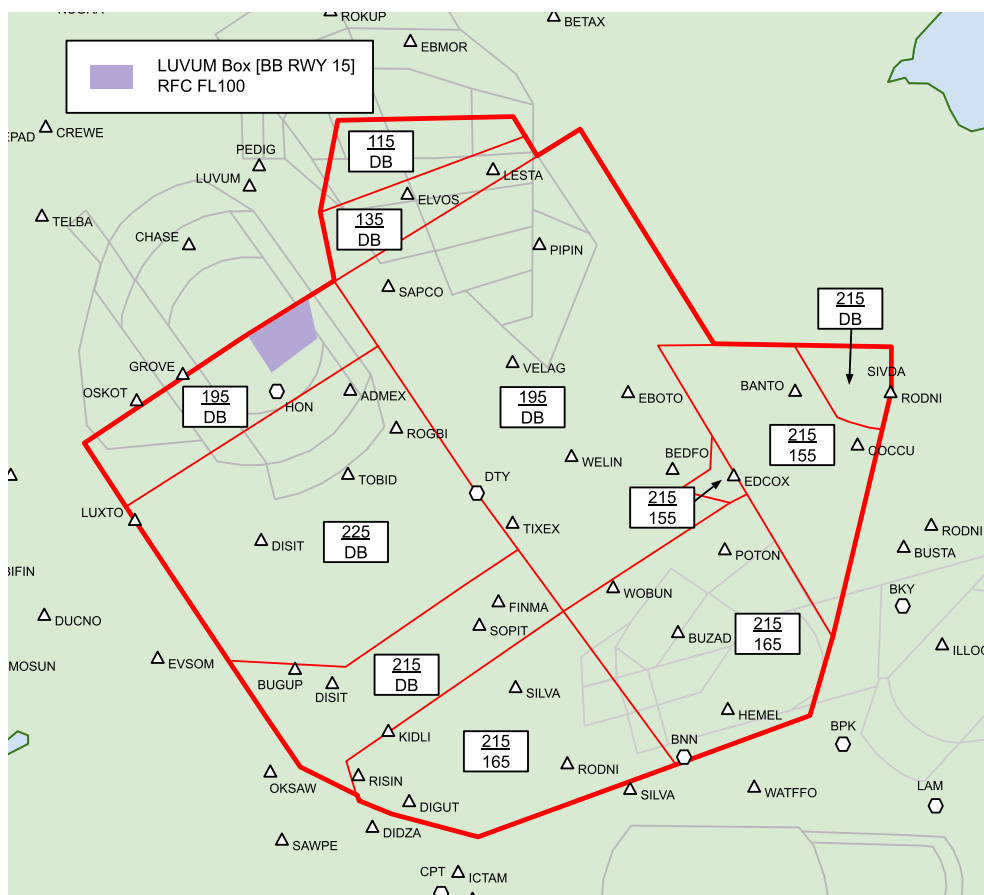 ROKUP
BETAX
EBMOR
LUVUM Box [BB RWY 15]
RFC FL100
EPAD
CREWE
PEDIG
115
DB
LUVUM
LESTA
ELVOS
TELBA
135
DB
CHASE
PIPIN
SAPCO
215
DB
GROVE
VELAG
SIVDA
OSKOT
195
DB
HON
ADMEX
195
DB
EBOTO
BANTO
RODNI
ROGBI
215
155
COCCU
WELIN
BEDFO
TOBID
DTY
EDCOX
LUXTO
215
155
TIXEX
RODNI
225
DB
DISIT
POTON
BUSTA
BIFIN
BKY
WOBUN
FINMA
DUCNO
SOPIT
BUZAD
215
165
ILLOC
MOSUN
EVSOM
BUGUP
DISIT
215
DB
SILVA
HEMEL
KIDLI
215
165
BNN
BPK
RODNI
OKSAW
RISIN
SILVA
WATFFO
LAM
DIGUT
DIDZA
SAWPE
CPT
ICTAM